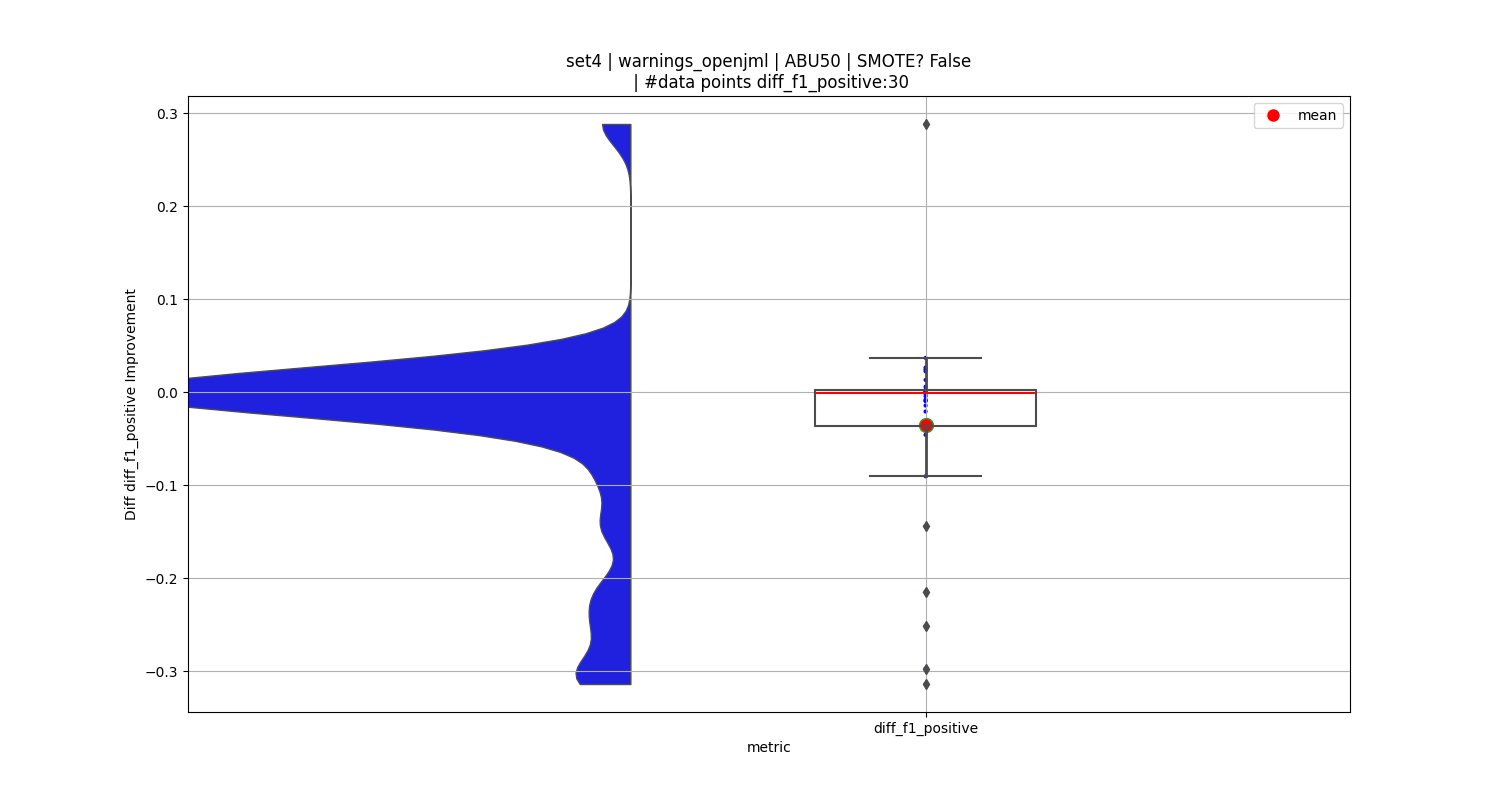 set4 | warnings_openjml | ABU50 | SMOTE? False
| #data points diff_f1_positive:30
mean
0.3
0.2
0.1
0.0
−0.1
−0.2
−0.3
Diff diff_f1_positive Improvement
diff_f1_positive
metric